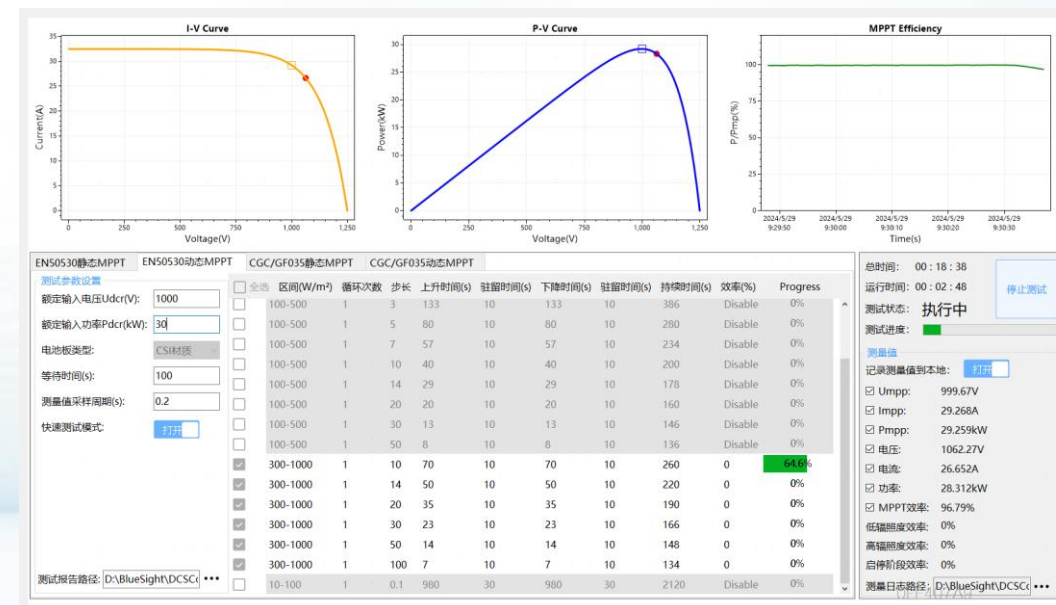 I-V Curve
Current(A)
35
30
25
20
15
10
5
0
0 250 500 750 1,000 1,250
Voltage(V)
P-V Curve
Power(kW)
30
25
20
15
10
5
0
0 250 500 750 1,000 1,250
Voltage(V)
MPPT Efficiency
P/Pmp(%)
100
75
50
25
0
2024/5/29 2024/5/29 2024/5/29 2024/5/29 2024/5/29
9:29:50 9:30:00 9:30:10 9:30:20 9:30:30
Time(s)
EN50530静态MPPT EN50530动态MPPT CGC/GF035静态MPPT CGC/GF035动态MPPT
测试参数设置
额定输入电压Udcr(V): 1000
额定输入功率Pdcr(kW): 30
电池板类型: CSI材质
等待时间(s): 100
测量值采样周期(s): 0.2
快速测试模式: 打开
测试报告路径: D:\BlueSight\DCSCc •••
全选 区间(W/m²) 循环次数 步长 上升时间(s) 驻留时间(s) 下降时间(s) 驻留时间(s) 持续时间(s) 效率(%) Progress
100-500 1 3 133 10 133 10 386 Disable 0%
100-500 1 5 80 10 80 10 280 Disable 0%
100-500 1 7 57 10 57 10 234 Disable 0%
100-500 1 10 40 10 40 10 200 Disable 0%
100-500 1 14 29 10 29 10 178 Disable 0%
100-500 1 20 20 10 20 10 160 Disable 0%
100-500 1 30 13 10 13 10 146 Disable 0%
100-500 1 50 8 10 8 10 136 Disable 0%
300-1000 1 10 70 10 70 10 260 0 64.6%
300-1000 1 14 50 10 50 10 220 0 0%
300-1000 1 20 35 10 35 10 190 0 0%
300-1000 1 30 23 10 23 10 166 0 0%
300-1000 1 50 14 10 14 10 148 0 0%
300-1000 1 100 7 10 7 10 134 0 0%
10-100 1 0.1 980 30 980 30 2120 Disable 0%
总时间: 00 : 18 : 38
运行时间: 00 : 02 : 48
停止测试
测试状态: 执行中
测试进度:
测量值
记录测量值到本地: 打开
Umpp: 999.67V
Impp: 29.268A
Pmpp: 29.259kW
电压: 1062.27V
电流: 26.652A
功率: 28.312kW
MPPT效率: 96.79%
低辐照度效率: 0%
高辐照度效率: 0%
启停阶段效率: 0%
测量日志路径: D:\BlueSight\DCSCc •••